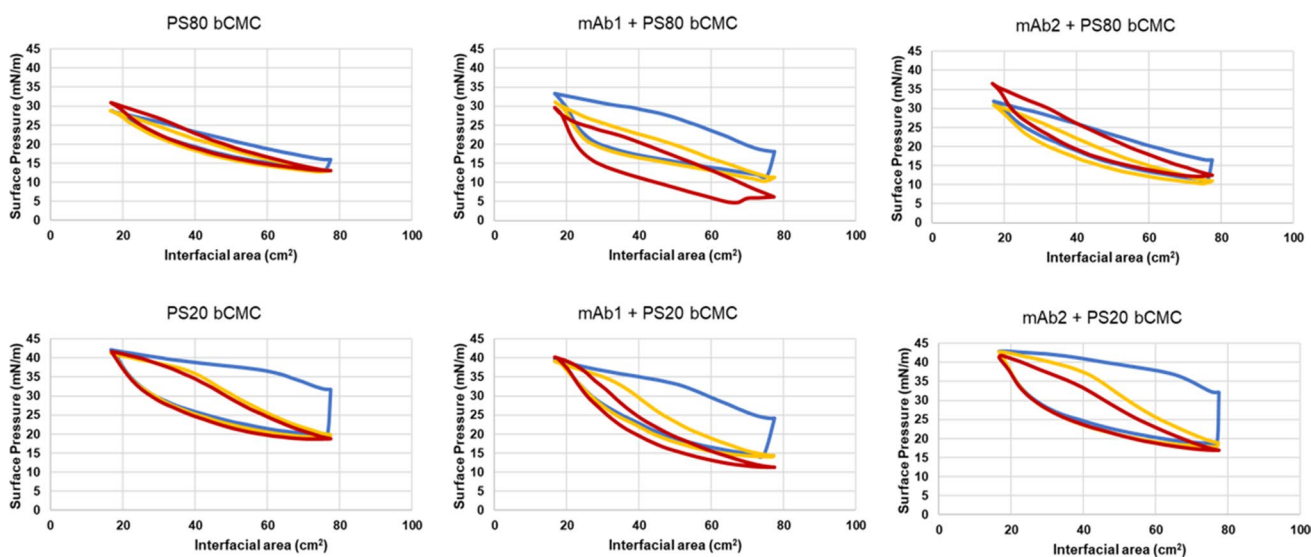 PS80 bCMC
45
40
35
30
25
20
15
10
5
0
Surface Pressure (mN/m)
0 20 40 60 80 100
Interfacial area (cm²)
mAb1 + PS80 bCMC
45
40
35
30
25
20
15
10
5
0
Surface Pressure (mN/m)
0 20 40 60 80 100
Interfacial area (cm²)
mAb2 + PS80 bCMC
45
40
35
30
25
20
15
10
5
0
Surface Pressure (mN/m)
0 20 40 60 80 100
Interfacial area (cm²)
PS20 bCMC
45
40
35
30
25
20
15
10
5
0
Surface Pressure (mN/m)
0 20 40 60 80 100
Interfacial area (cm²)
mAb1 + PS20 bCMC
45
40
35
30
25
20
15
10
5
0
Surface Pressure (mN/m)
0 20 40 60 80 100
Interfacial area (cm²)
mAb2 + PS20 bCMC
45
40
35
30
25
20
15
10
5
0
Surface Pressure (mN/m)
0 20 40 60 80 100
Interfacial area (cm²)